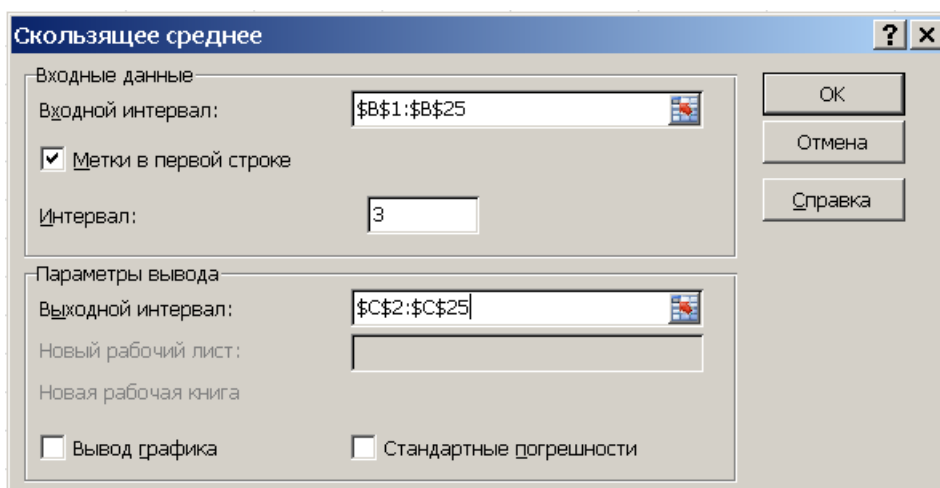 Скользящее среднее
Входные данные
Входной интервал: $B$1:$B$25
Метки в первой строке
Интервал: 3
Параметры вывода
Выходной интервал: $C$2:$C$25
Новый рабочий лист:
Новая рабочая книга
Вывод графика Стандартные погрешности
ОК
Отмена
Справка